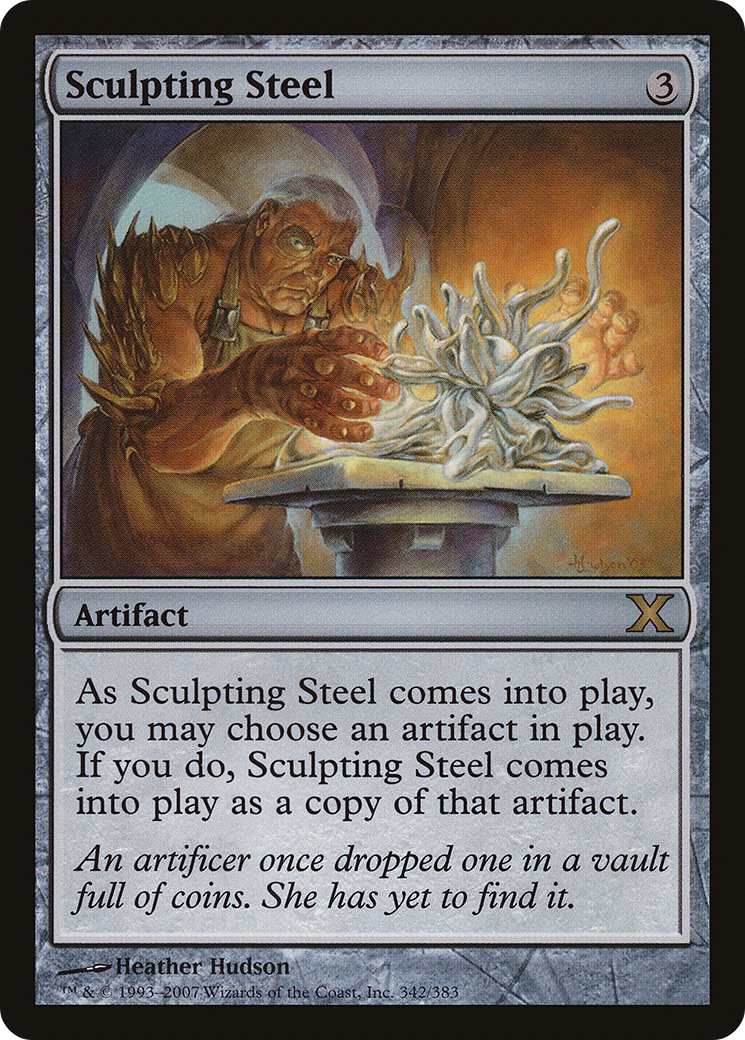 Sculpting Steel 3
Hudson'03
Artifact X
As Sculpting Steel comes into play,
you may choose an artifact in play.
If you do, Sculpting Steel comes
into play as a copy of that artifact.
An artificer once dropped one in a vault
full of coins. She has yet to find it.
Heather Hudson
™ & © 1993–2007 Wizards of the Coast, Inc. 342/383